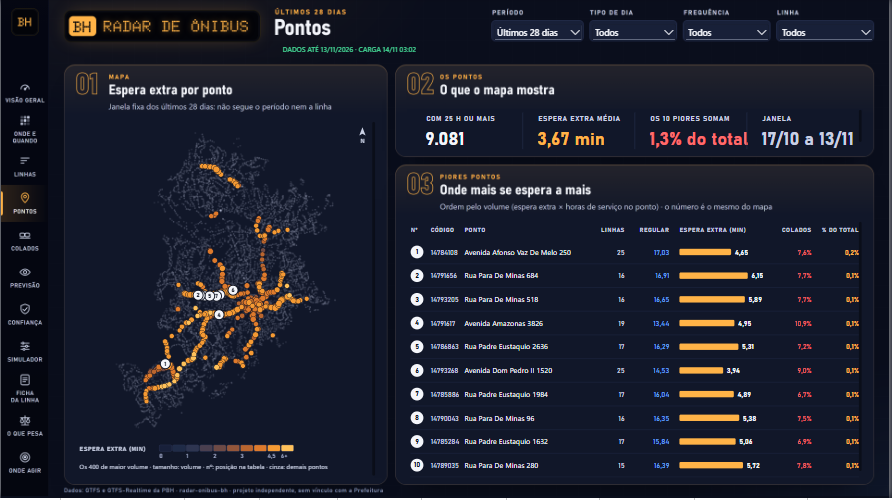 BH
BH RADAR DE ÔNIBUS
ÚLTIMOS 28 DIAS
Pontos
DADOS ATÉ 13/11/2026 · CARGA 14/11 03:02
PERÍODO
Últimos 28 dias
TIPO DE DIA
Todos
FREQUÊNCIA
Todos
LINHA
Todos
VISÃO GERAL
ONDE E QUANDO
LINHAS
PONTOS
COLADOS
PREVISÃO
CONFIANÇA
SIMULADOR
FICHA DA LINHA
O QUE PESA
ONDE AGIR
01
MAPA
Espera extra por ponto
Janela fixa dos últimos 28 dias: não segue o período nem a linha
N
2 3 7 6
4
1
ESPERA EXTRA (MIN)
0 1 2 3 4,5 6+
Os 400 de maior volume · tamanho: volume · nº: posição na tabela · cinza: demais pontos
02
OS PONTOS
O que o mapa mostra
COM 25 H OU MAIS
9.081
ESPERA EXTRA MÉDIA
3,67 min
OS 10 PIORES SOMAM
1,3% do total
JANELA
17/10 a 13/11
03
PIORES PONTOS
Onde mais se espera a mais
Ordem pelo volume (espera extra × horas de serviço no ponto) · o número é o mesmo do mapa
Nº CÓDIGO PONTO LINHAS REGULAR ESPERA EXTRA (MIN) COLADOS % DO TOTAL
1 14784108 Avenida Afonso Vaz De Melo 250 25 17,03 4,65 7,6% 0,2%
2 14791656 Rua Para De Minas 684 16 16,91 6,15 7,7% 0,1%
3 14793205 Rua Para De Minas 518 16 16,65 5,89 7,7% 0,1%
4 14791617 Avenida Amazonas 3826 19 13,44 4,95 10,9% 0,1%
5 14786863 Rua Padre Eustaquio 2636 17 16,29 5,31 7,2% 0,1%
6 14793268 Avenida Dom Pedro II 1520 25 14,53 3,94 9,0% 0,1%
7 14785886 Rua Padre Eustaquio 1984 17 16,04 4,89 6,7% 0,1%
8 14790043 Rua Para De Minas 96 16 16,35 5,38 7,5% 0,1%
9 14785284 Rua Padre Eustaquio 1632 17 15,84 5,06 6,9% 0,1%
10 14789035 Rua Para De Minas 280 15 16,39 5,72 7,8% 0,1%
Dados: GTFS e GTFS-Realtime da PBH · radar-onibus-bh · projeto independente, sem vínculo com a Prefeitura